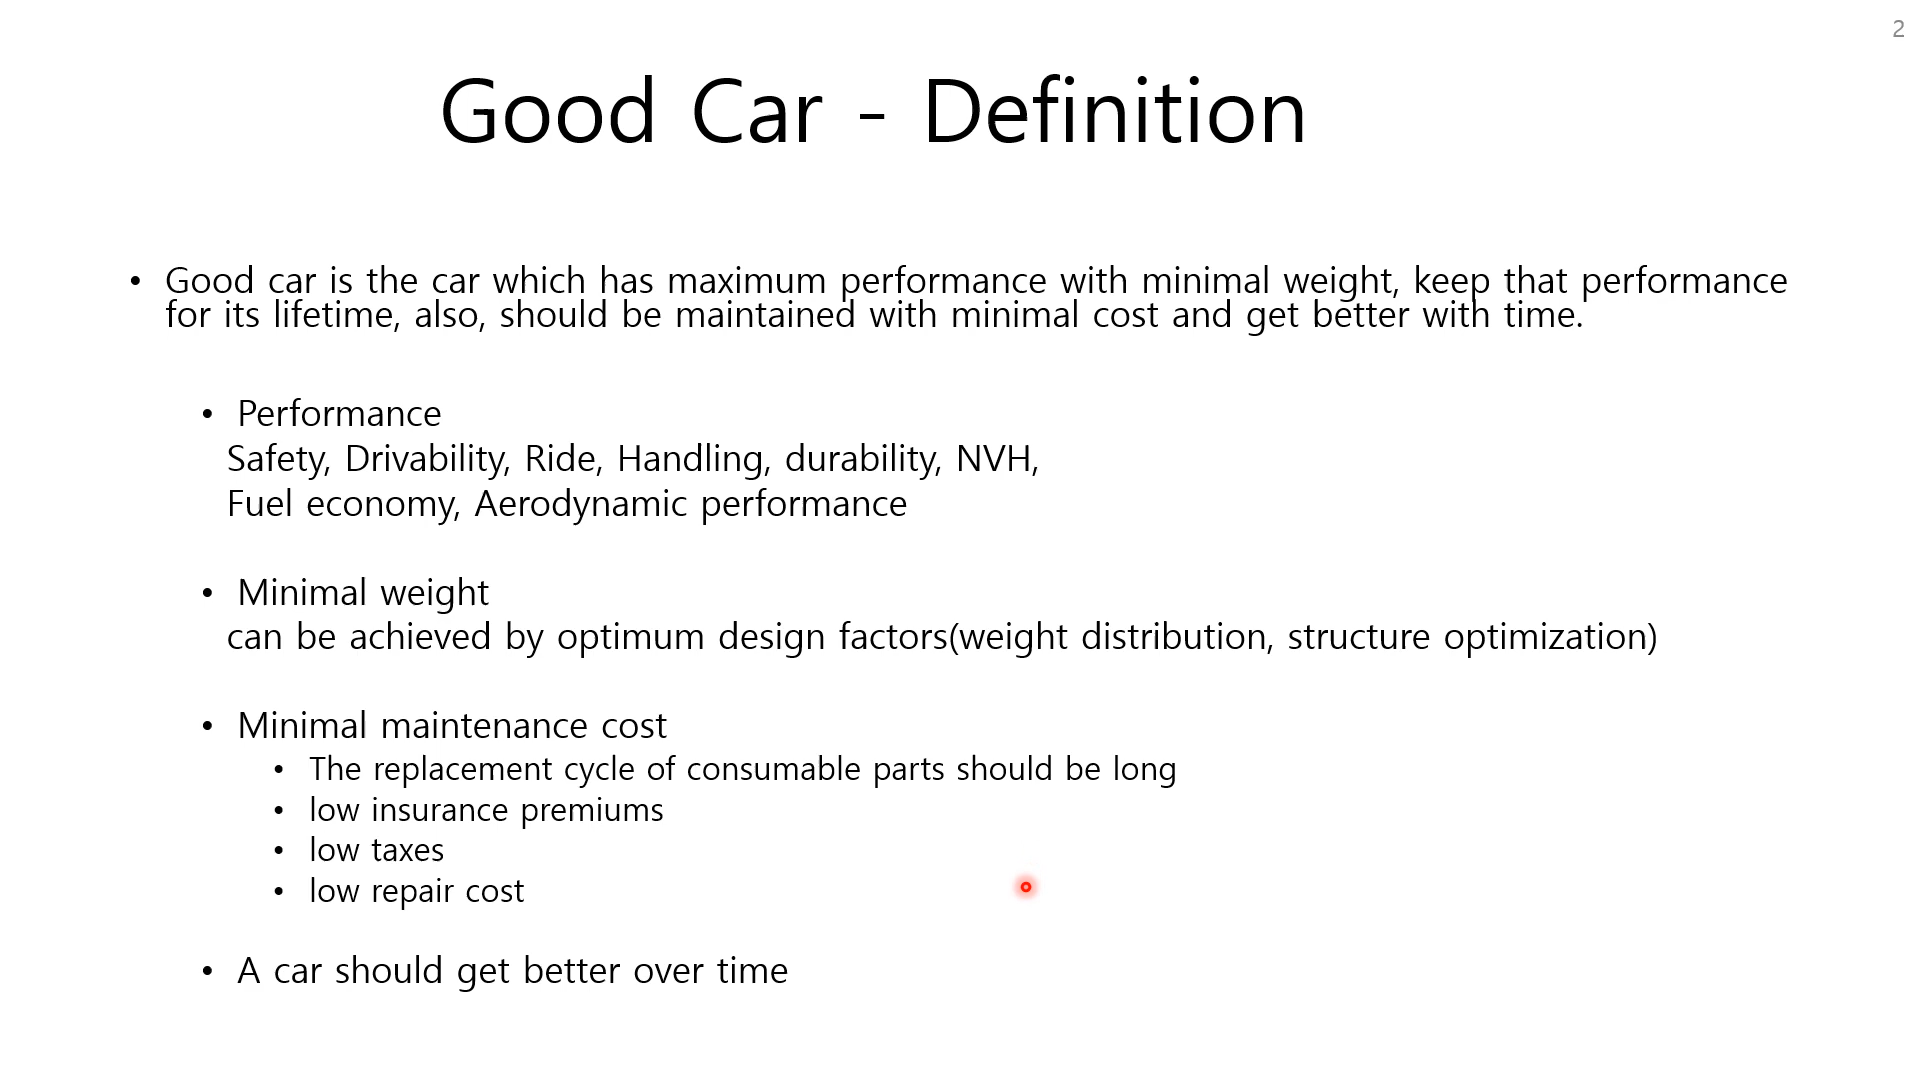 2
Good Car - Definition
• Good car is the car which has maximum performance with minimal weight, keep that performance
for its lifetime, also, should be maintained with minimal cost and get better with time.
• Performance
Safety, Drivability, Ride, Handling, durability, NVH,
Fuel economy, Aerodynamic performance
• Minimal weight
can be achieved by optimum design factors(weight distribution, structure optimization)
• Minimal maintenance cost
• The replacement cycle of consumable parts should be long
• low insurance premiums
• low taxes
• low repair cost
• A car should get better over time